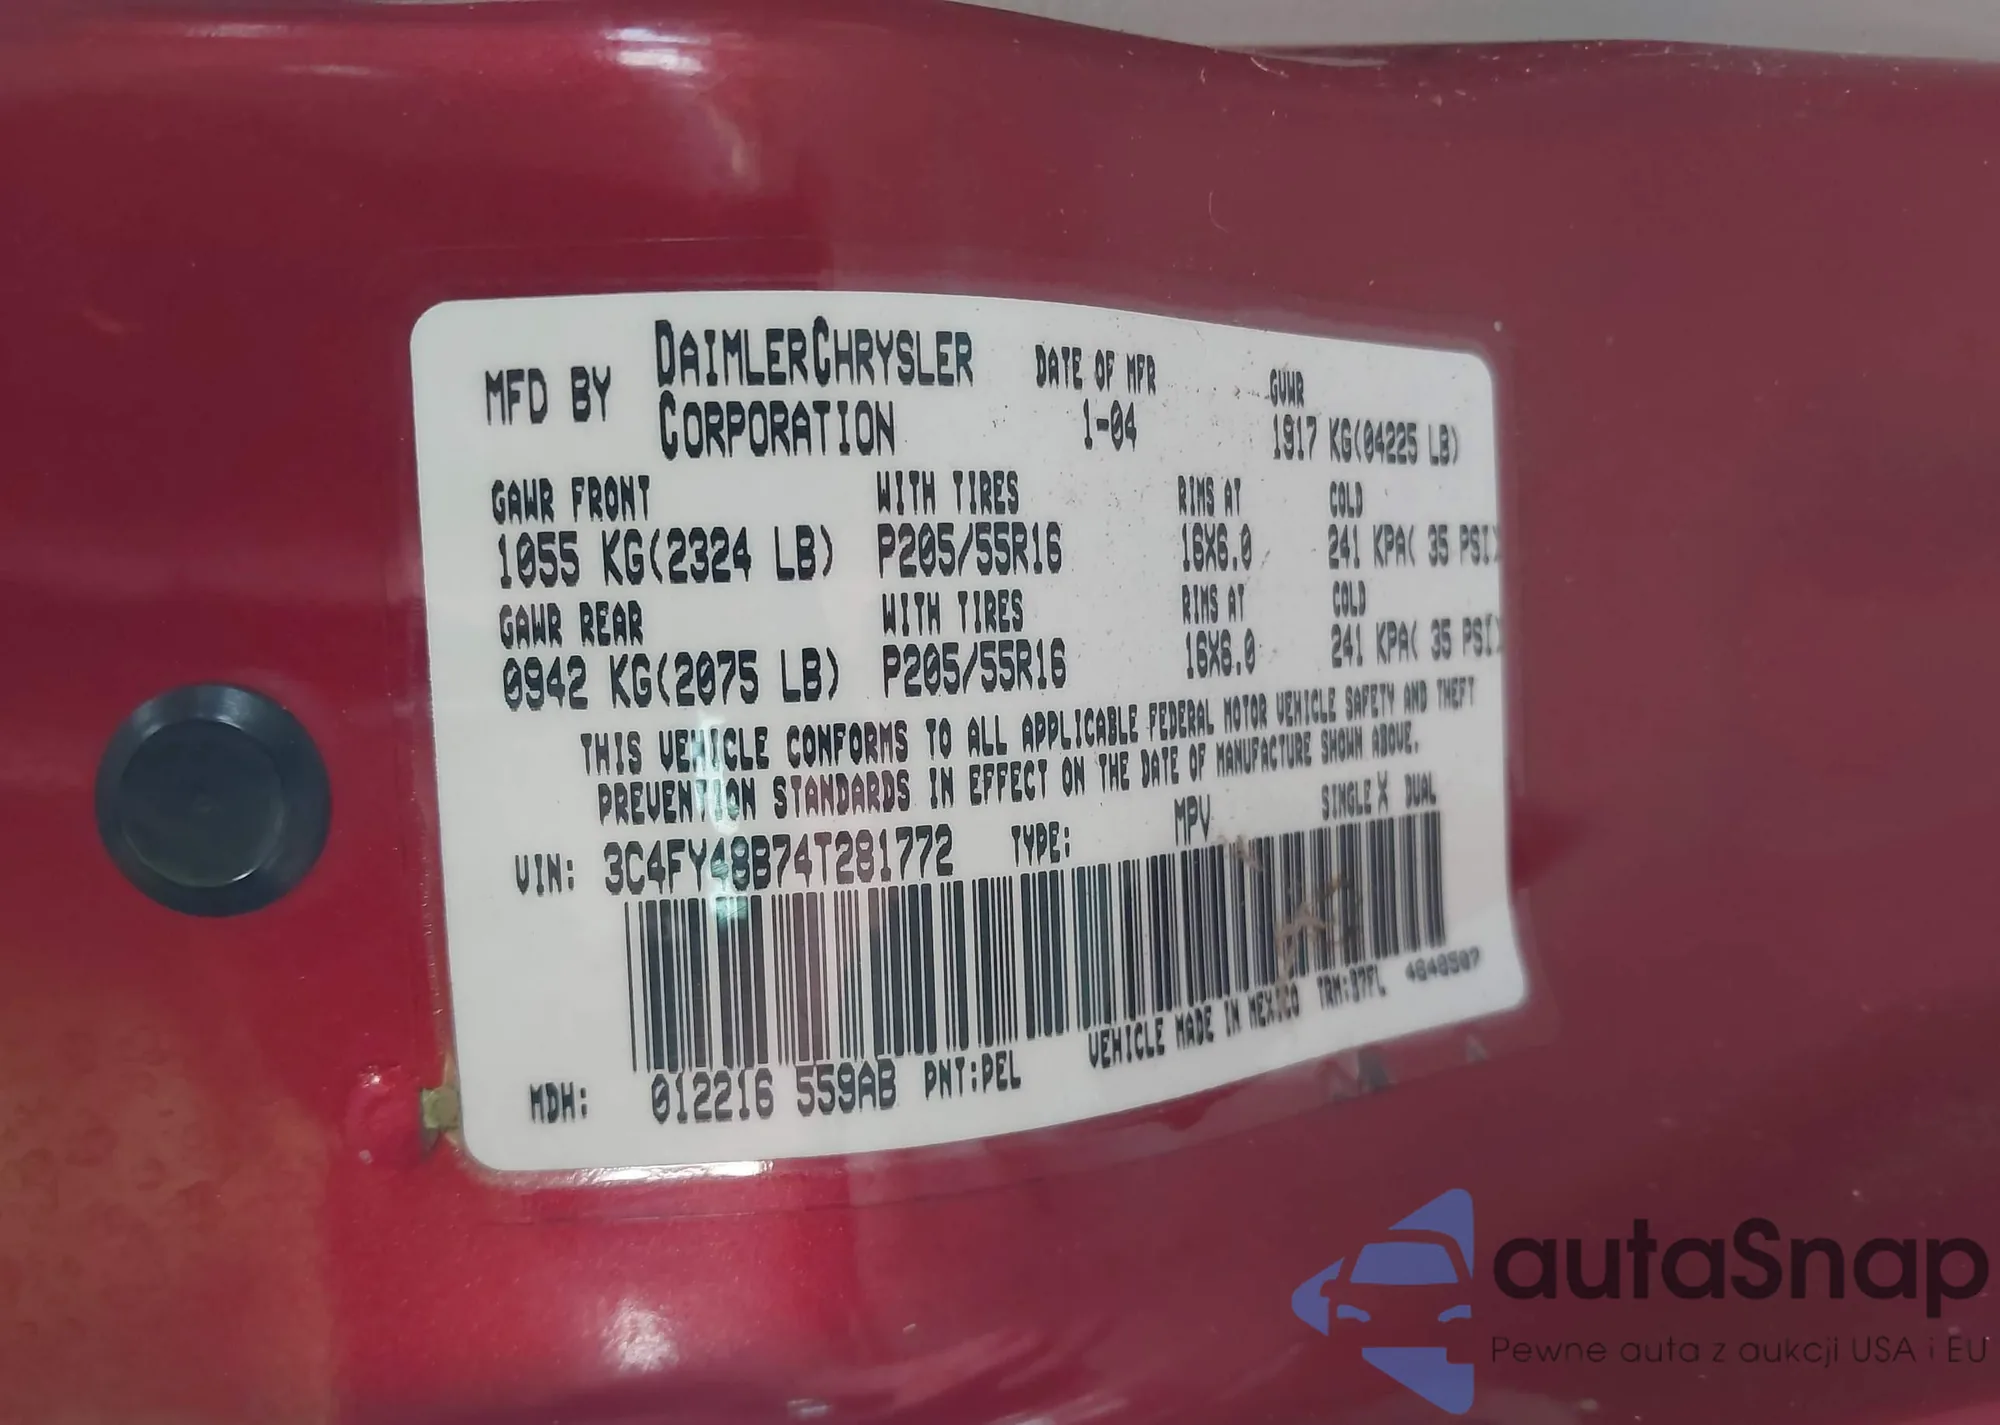 MFD BY DAIMLERCHRYSLER CORPORATION DATE OF MFR 1-04 GVWR 1917 KG(04225 LB)
GAWR FRONT WITH TIRES RIMS AT COLD
1055 KG(2324 LB) P205/55R16 16X6.0 241 KPA( 35 PSI)
GAWR REAR WITH TIRES RIMS AT COLD
0942 KG(2075 LB) P205/55R16 16X6.0 241 KPA( 35 PSI)
THIS VEHICLE CONFORMS TO ALL APPLICABLE FEDERAL MOTOR VEHICLE SAFETY AND THEFT
PREVENTION STANDARDS IN EFFECT ON THE DATE OF MANUFACTURE SHOWN ABOVE.
VIN: 3C4FY48B74T281772 TYPE: MPV SINGLE X DUAL
MDH: 012216 559AB PNT:PEL VEHICLE MADE IN MEXICO TRM:B7FL 4648507
autaSnap
Pewne auta z aukcji USA i EU